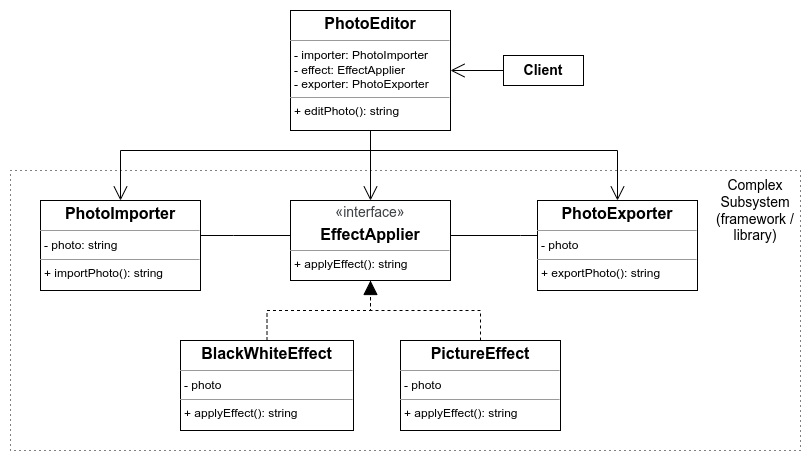 PhotoEditor
- importer: PhotoImporter
- effect: EffectApplier
- exporter: PhotoExporter
+ editPhoto(): string
Client
Complex
Subsystem
(framework /
library)
PhotoImporter
- photo: string
+ importPhoto(): string
«interface»
EffectApplier
+ applyEffect(): string
PhotoExporter
- photo
+ exportPhoto(): string
BlackWhiteEffect
- photo
+ applyEffect(): string
PictureEffect
- photo
+ applyEffect(): string